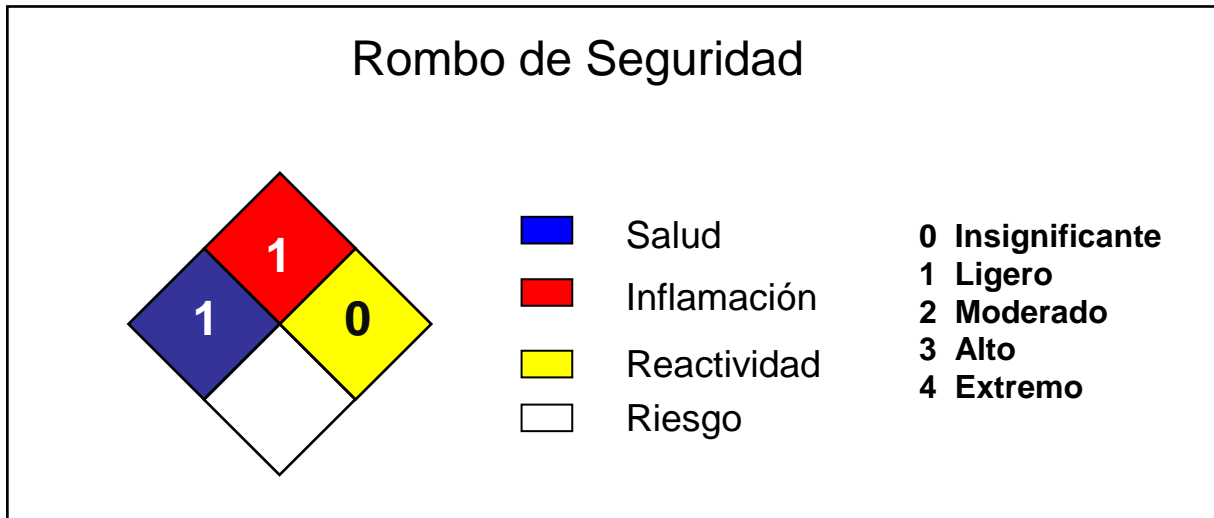 Rombo de Seguridad
1
1
0
Salud
Inflamación
Reactividad
Riesgo
0 Insignificante
1 Ligero
2 Moderado
3 Alto
4 Extremo